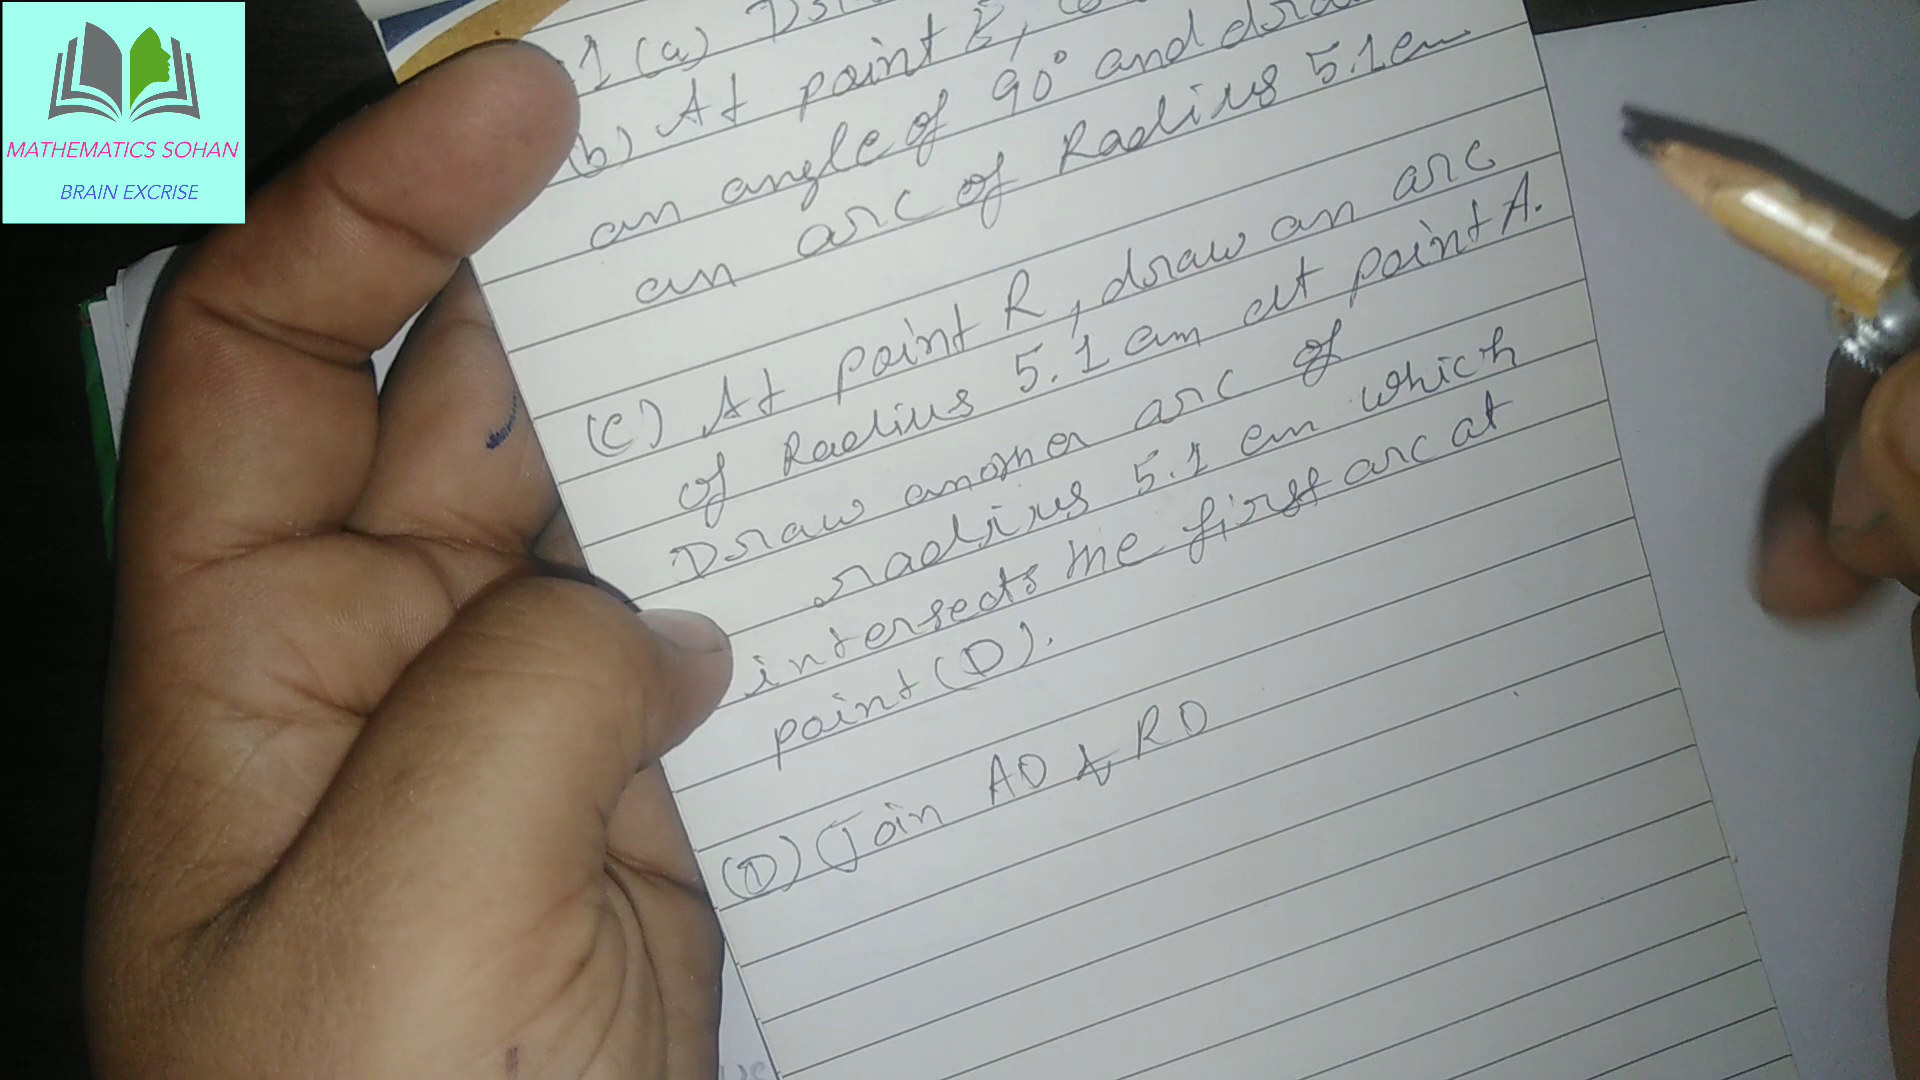 MATHEMATICS SOHAN
BRAIN EXCRISE
1 (a)
(b) At point E,
an angle of 90° and
an arc of Radius 5.1 cm
(c) At point R, draw an arc
of Radius 5.1 cm at point A.
Draw another arc of
radius 5.1 cm which
intersects the first arc at
point (D).
(D) Join AD & RD